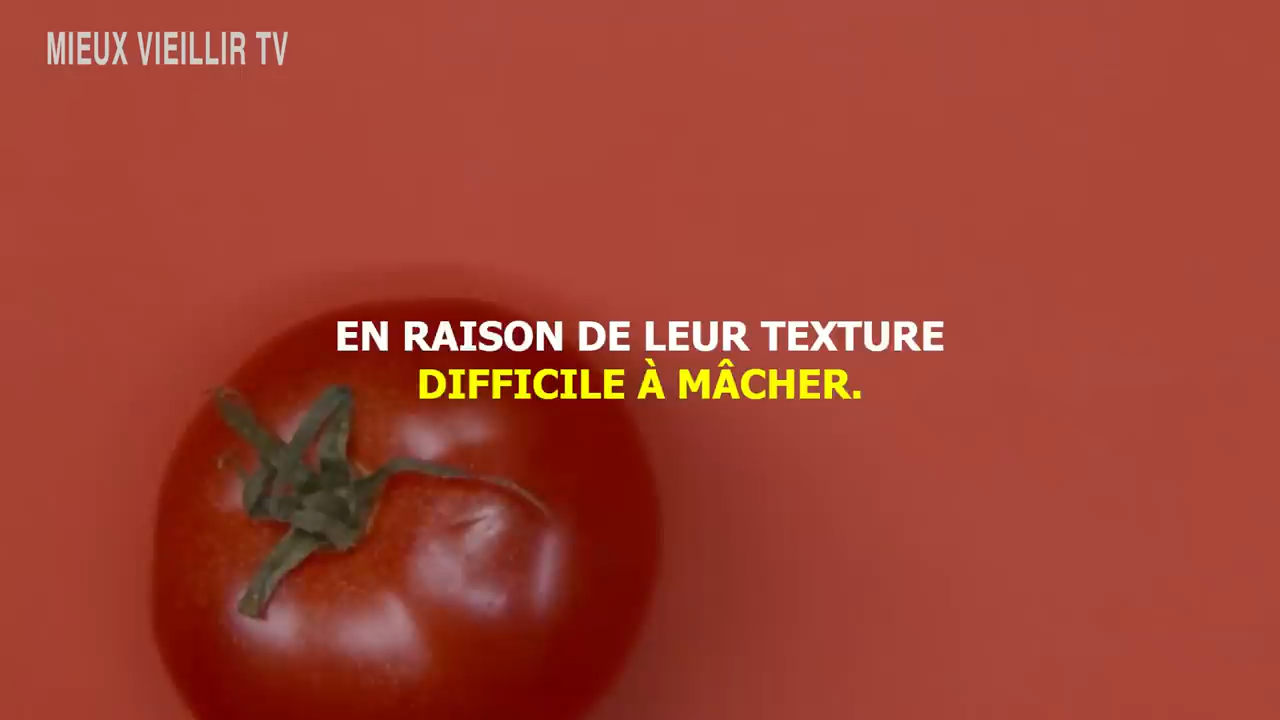 MIEUX VIEILLIR TV
EN RAISON DE LEUR TEXTURE
DIFFICILE À MÂCHER.